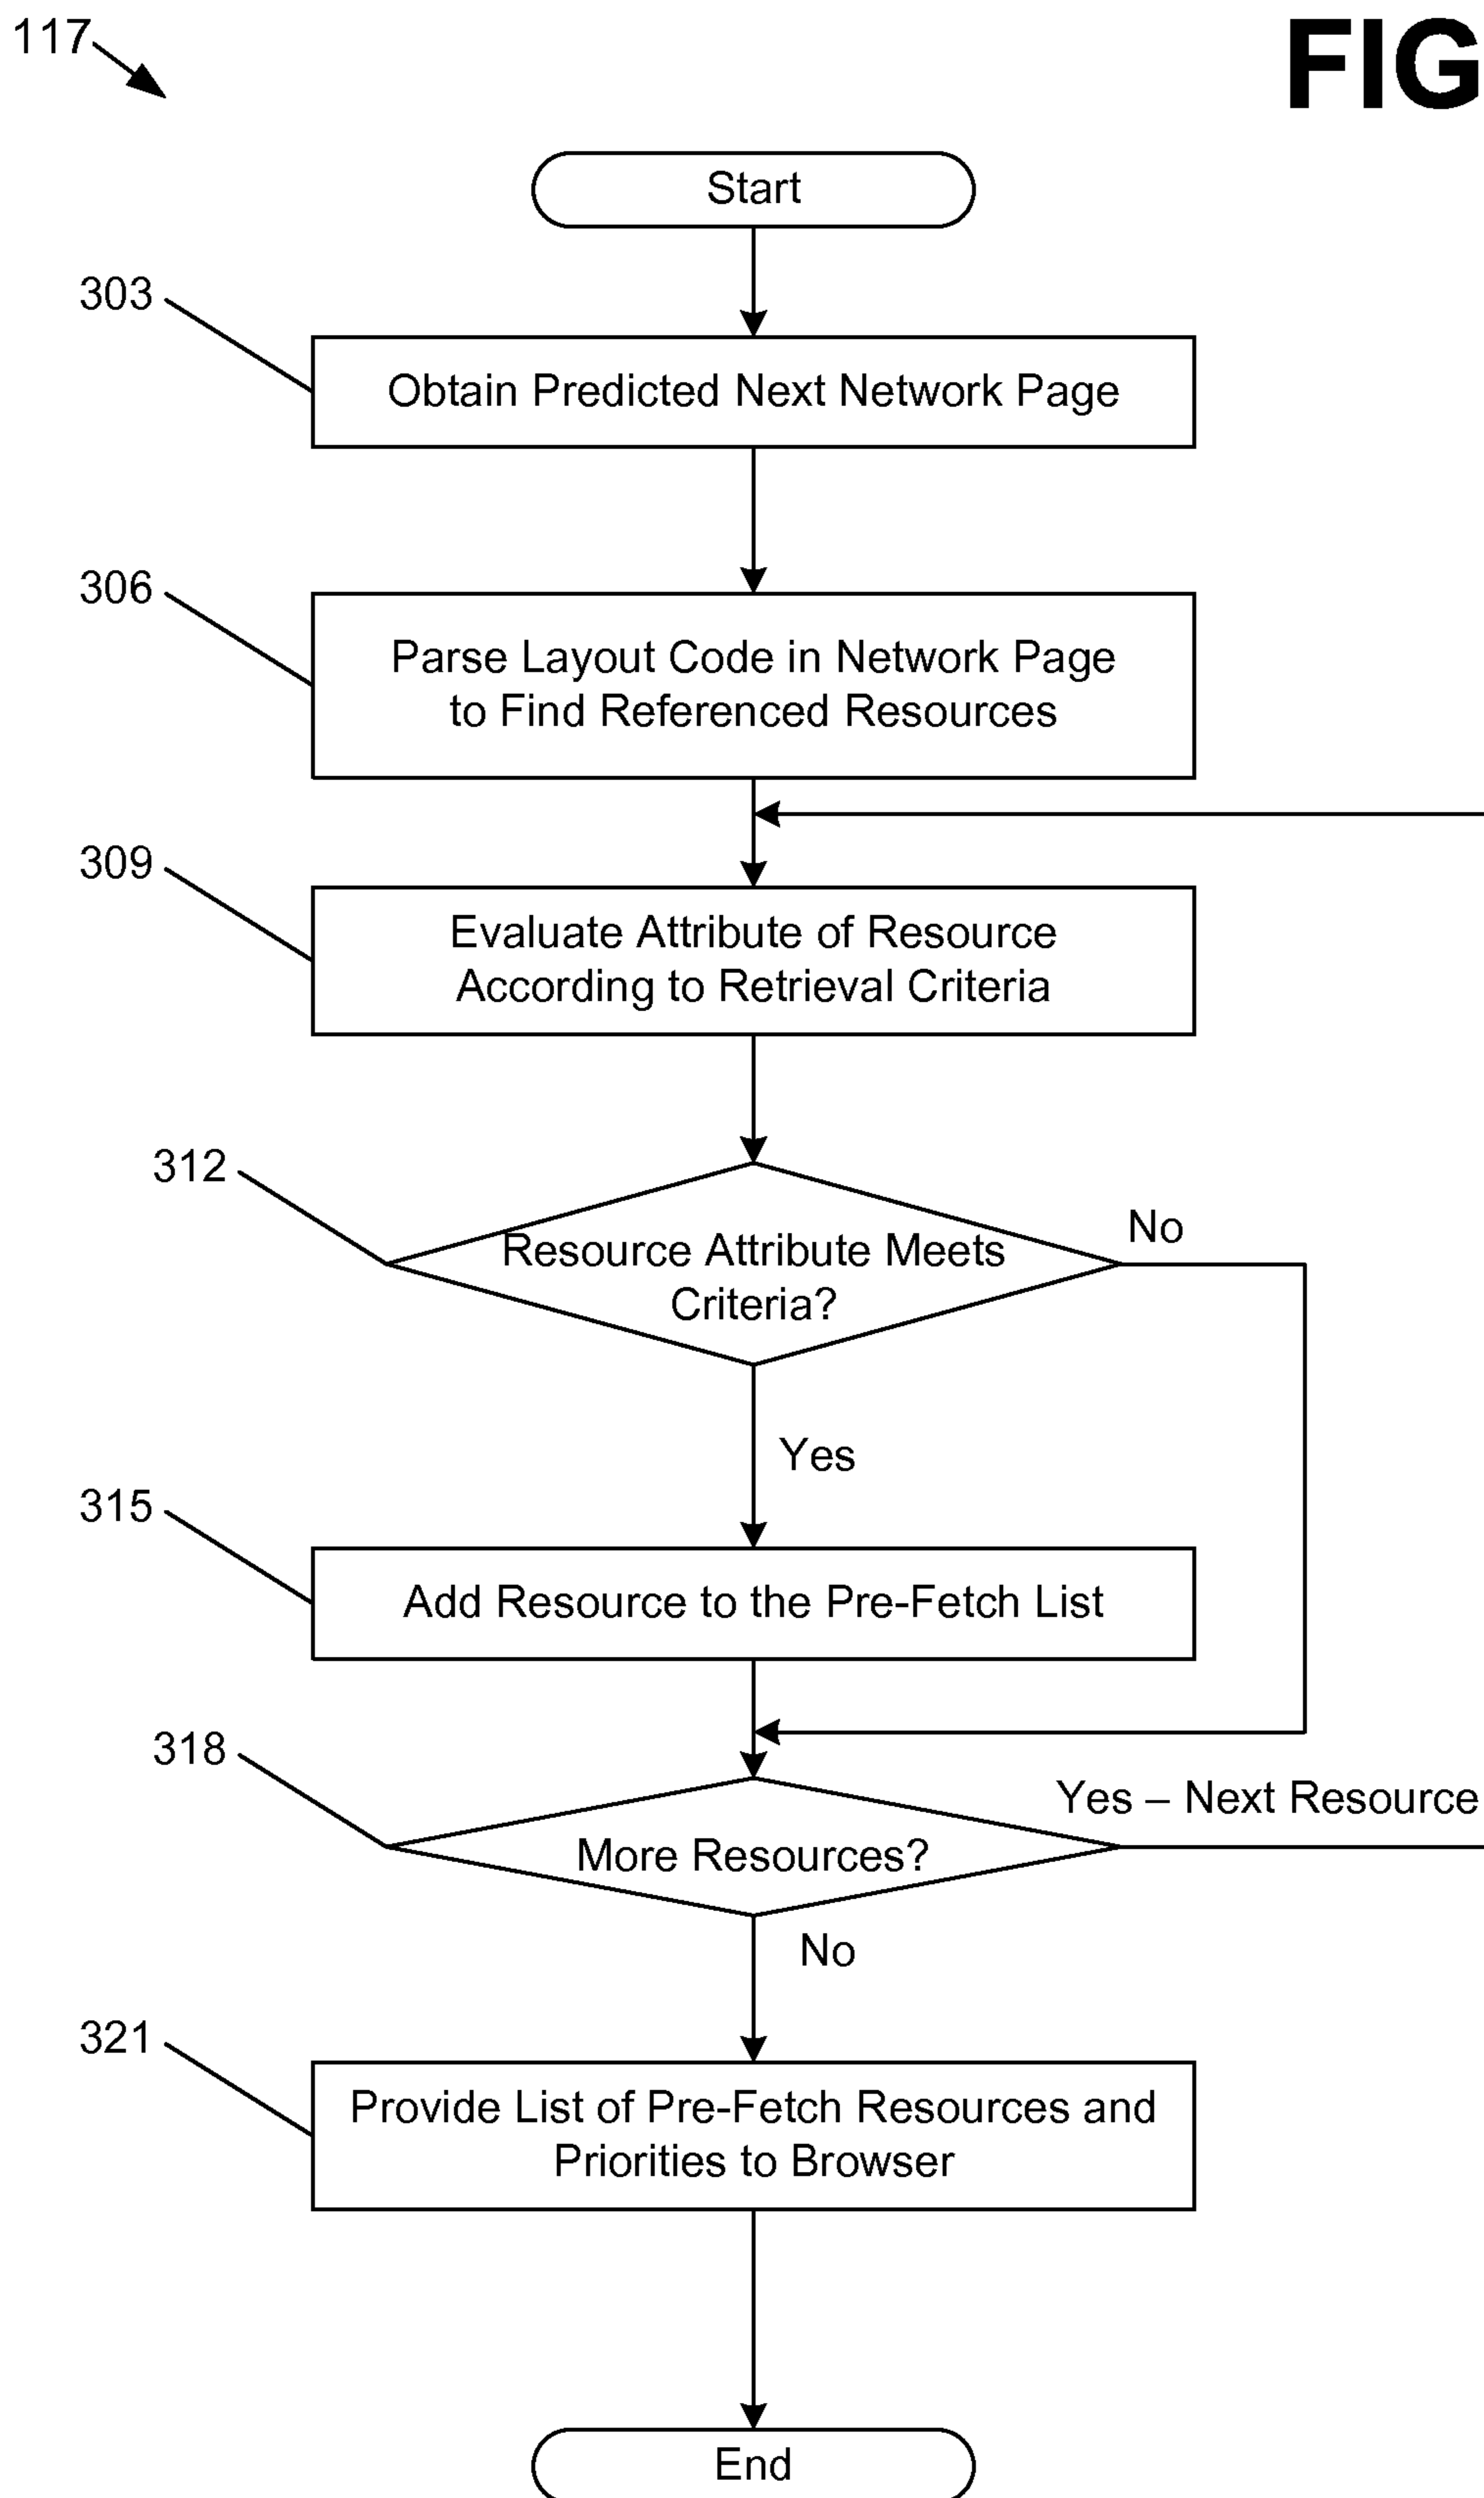 117
FIG
Start
303
Obtain Predicted Next Network Page
306
Parse Layout Code in Network Page
to Find Referenced Resources
309
Evaluate Attribute of Resource
According to Retrieval Criteria
312
Resource Attribute Meets
Criteria?
No
Yes
315
Add Resource to the Pre-Fetch List
318
More Resources?
Yes – Next Resource
No
321
Provide List of Pre-Fetch Resources and
Priorities to Browser
End